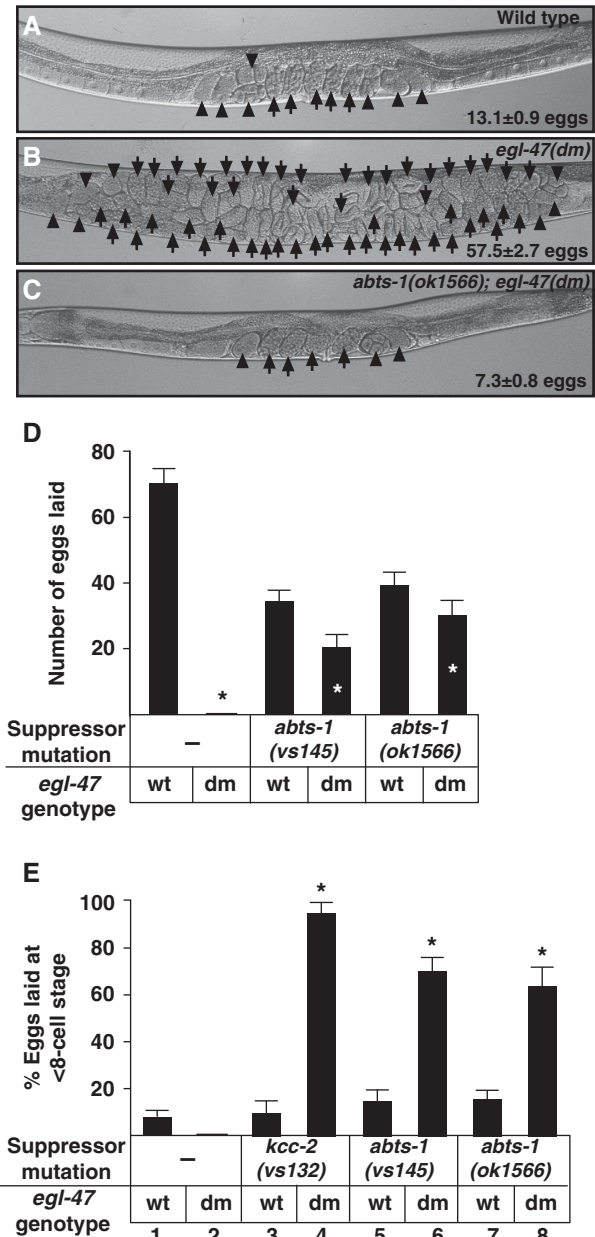 A
Wild type
13.1±0.9 eggs
B
egl-47(dm)
57.5±2.7 eggs
C
abts-1(ok1566); egl-47(dm)
7.3±0.8 eggs
D
Number of eggs laid
80
60
40
20
*
*
*
Suppressor mutation
–
abts-1 (vs145)
abts-1 (ok1566)
egl-47 genotype
wt
dm
wt
dm
wt
dm
E
% Eggs laid at <8-cell stage
100
80
60
40
20
*
*
*
Suppressor mutation
–
kcc-2 (vs132)
abts-1 (vs145)
abts-1 (ok1566)
egl-47 genotype
wt
dm
wt
dm
wt
dm
wt
dm
1 2 3 4 5 6 7 8